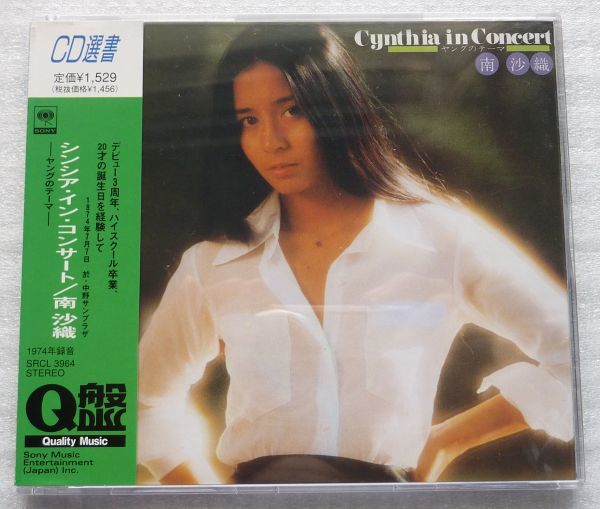 CD選書
定価¥1,529
(税抜価格¥1,456)
SONY
シンシア・イン・コンサート/南 沙織
──ヤングのテーマ──
デビュー3周年、ハイスクール卒業、
20才の誕生日を経験して
1974年7月7日 於・中野サンプラザ
1974年録音
SRCL 3964
STEREO
Q盤
DISC
Quality Music
Sony Music
Entertainment
(Japan) Inc.
Cynthia in Concert
ヤングのテーマ
南 沙 織